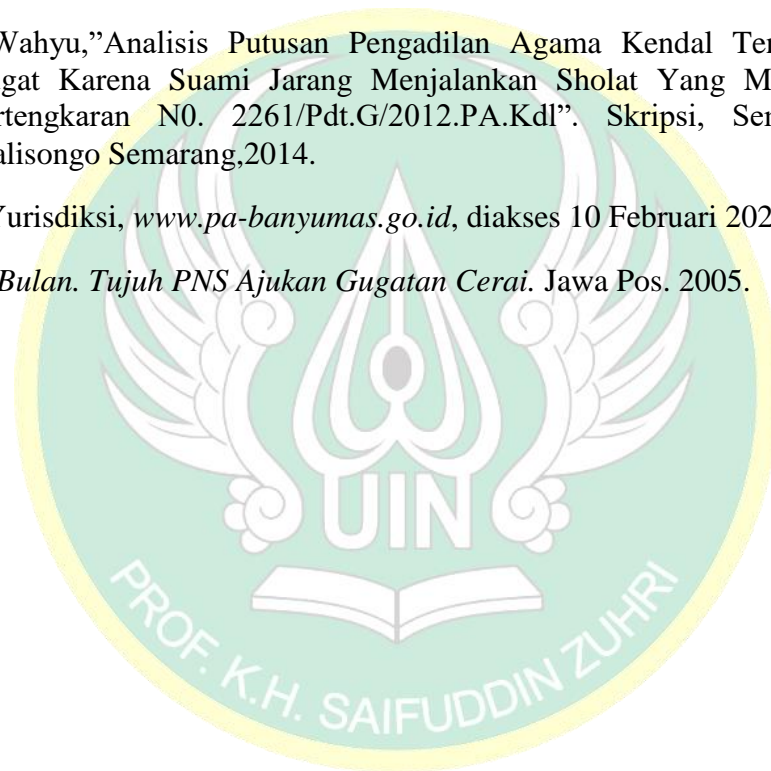 Wahyu,”Analisis Putusan Pengadilan Agama Kendal Ter
gat Karena Suami Jarang Menjalankan Sholat Yang M
rtengkaran N0. 2261/Pdt.G/2012.PA.Kdl”. Skripsi, Ser
alisongo Semarang,2014.
Yurisdiksi, www.pa-banyumas.go.id, diakses 10 Februari 202
Bulan. Tujuh PNS Ajukan Gugatan Cerai. Jawa Pos. 2005.
UIN
PROF. K.H. SAIFUDDIN ZUHRI